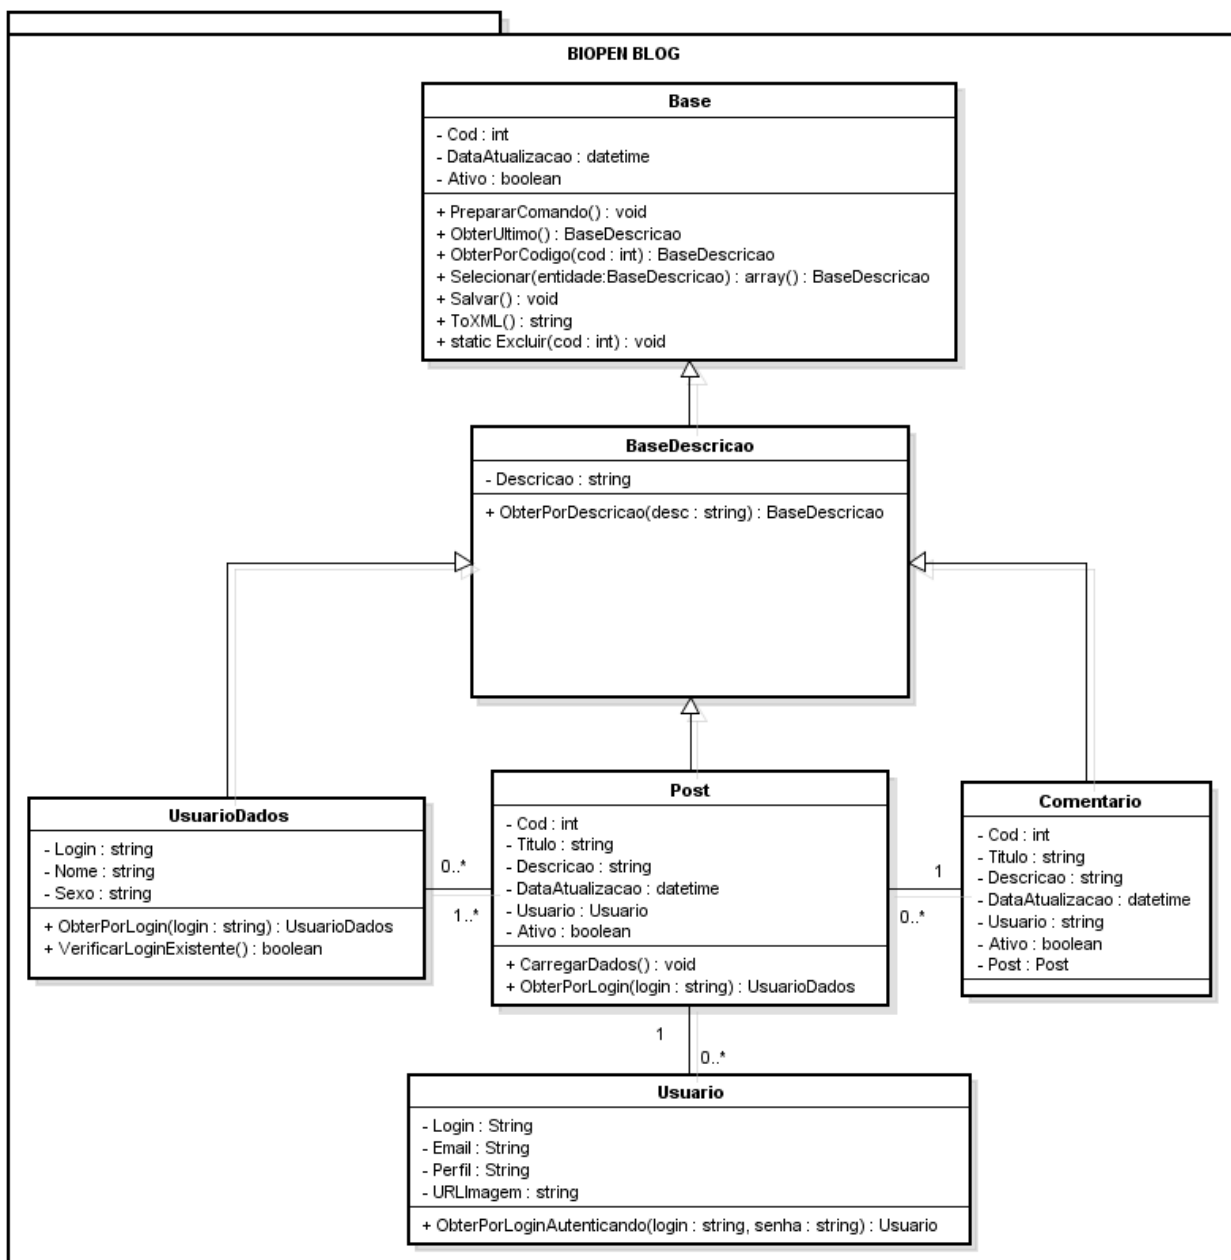 BIOPEN BLOG
Base
- Cod : int
- DataAtualizacao : datetime
- Ativo : boolean
+ PrepararComando() : void
+ ObterUltimo() : BaseDescricao
+ ObterPorCodigo(cod : int) : BaseDescricao
+ Selecionar(entidade:BaseDescricao) : array() : BaseDescricao
+ Salvar() : void
+ ToXML() : string
+ static Excluir(cod : int) : void
BaseDescricao
- Descricao : string
+ ObterPorDescricao(desc : string) : BaseDescricao
UsuarioDados
- Login : string
- Nome : string
- Sexo : string
+ ObterPorLogin(login : string) : UsuarioDados
+ VerificarLoginExistente() : boolean
0..*
1..*
Post
- Cod : int
- Titulo : string
- Descricao : string
- DataAtualizacao : datetime
- Usuario : Usuario
- Ativo : boolean
+ CarregarDados() : void
+ ObterPorLogin(login : string) : UsuarioDados
1
0..*
Comentario
- Cod : int
- Titulo : string
- Descricao : string
- DataAtualizacao : datetime
- Usuario : string
- Ativo : boolean
- Post : Post
1
0..*
Usuario
- Login : String
- Email : String
- Perfil : String
- URLImagem : string
+ ObterPorLoginAutenticando(login : string, senha : string) : Usuario